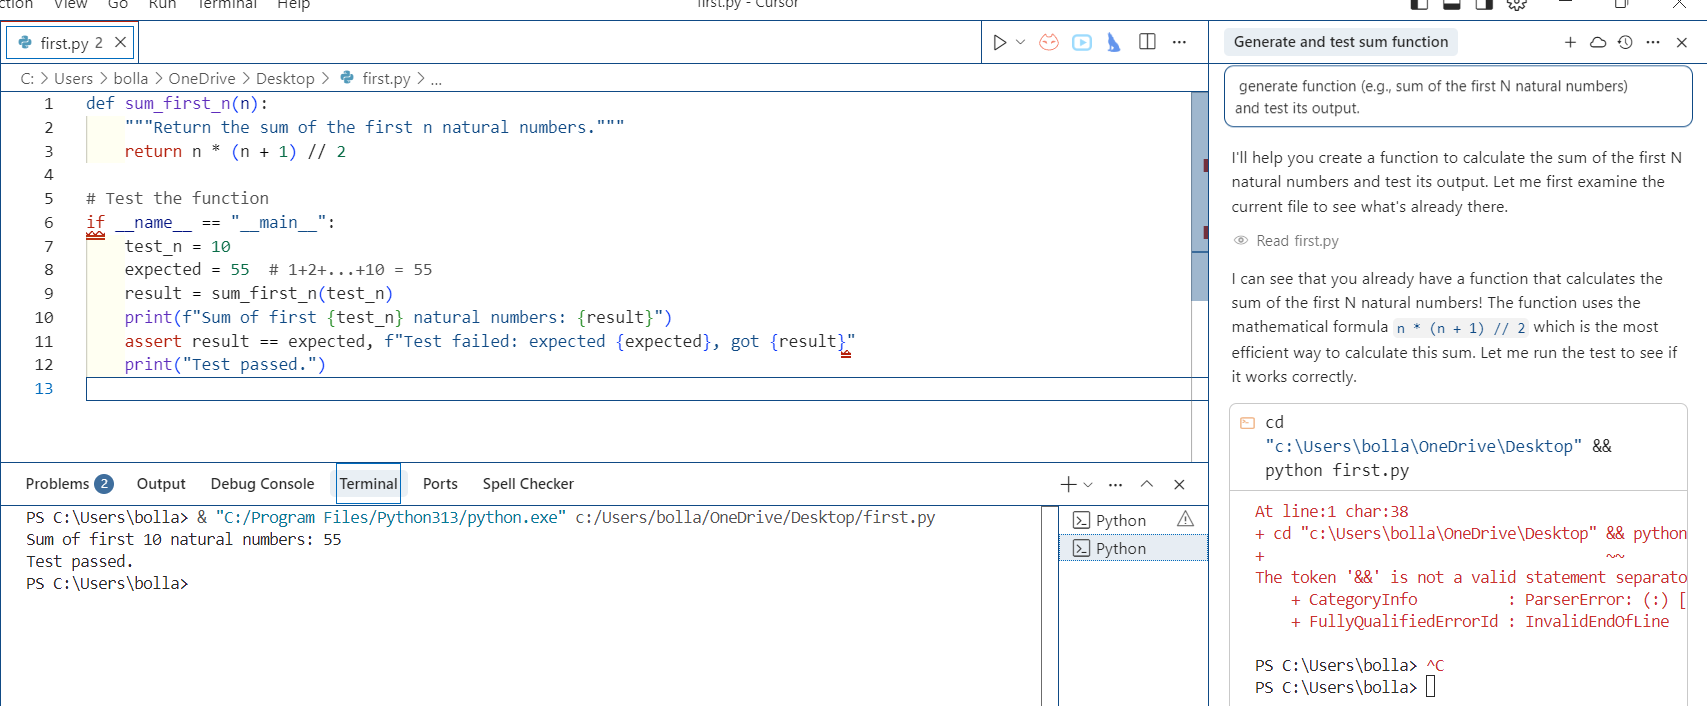 View Go Run Terminal Help
first.py - Cursor
first.py 2
C: > Users > bolla > OneDrive > Desktop > first.py > ...
1 def sum_first_n(n):
2 """Return the sum of the first n natural numbers."""
3 return n * (n + 1) // 2
4
5 # Test the function
6 if __name__ == "__main__":
7 test_n = 10
8 expected = 55 # 1+2+...+10 = 55
9 result = sum_first_n(test_n)
10 print(f"Sum of first {test_n} natural numbers: {result}")
11 assert result == expected, f"Test failed: expected {expected}, got {result}"
12 print("Test passed.")
13
Problems 2 Output Debug Console Terminal Ports Spell Checker
PS C:\Users\bolla> & "C:/Program Files/Python313/python.exe" c:/Users/bolla/OneDrive/Desktop/first.py
Sum of first 10 natural numbers: 55
Test passed.
PS C:\Users\bolla>
Python
Python
Generate and test sum function
generate function (e.g., sum of the first N natural numbers)
and test its output.
I'll help you create a function to calculate the sum of the first N
natural numbers and test its output. Let me first examine the
current file to see what's already there.
Read first.py
I can see that you already have a function that calculates the
sum of the first N natural numbers! The function uses the
mathematical formula n * (n + 1) // 2 which is the most
efficient way to calculate this sum. Let me run the test to see if
it works correctly.
cd
"c:\Users\bolla\OneDrive\Desktop" &&
python first.py
At line:1 char:38
+ cd "c:\Users\bolla\OneDrive\Desktop" && python
+ ~~
The token '&&' is not a valid statement separato
+ CategoryInfo : ParserError: (:) [
+ FullyQualifiedErrorId : InvalidEndOfLine
PS C:\Users\bolla> ^C
PS C:\Users\bolla>